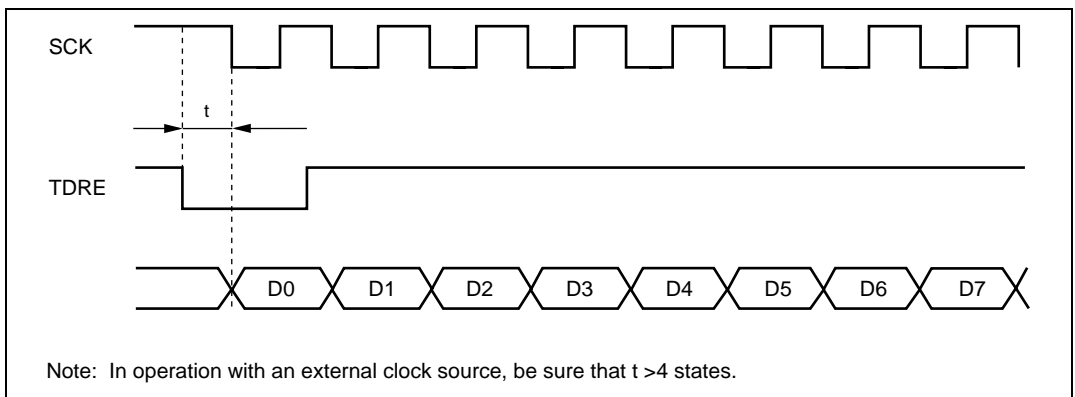 SCK
t
TDRE
D0 D1 D2 D3 D4 D5 D6 D7
Note: In operation with an external clock source, be sure that t >4 states.